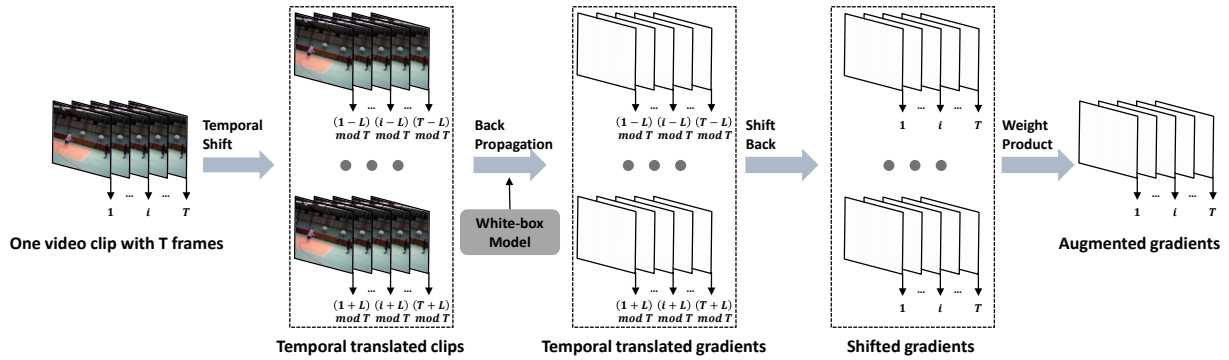 One video clip with T frames
1 ... i ... T
Temporal
Shift
... ...
(1 − L) (i − L) (T − L)
mod T mod T mod T
... ...
(1 + L) (i + L) (T + L)
mod T mod T mod T
Temporal translated clips
Back
Propagation
White-box
Model
... ...
(1 − L) (i − L) (T − L)
mod T mod T mod T
... ...
(1 + L) (i + L) (T + L)
mod T mod T mod T
Temporal translated gradients
Shift
Back
... ...
1 i T
... ...
1 i T
Shifted gradients
Weight
Product
... ...
1 i T
Augmented gradients